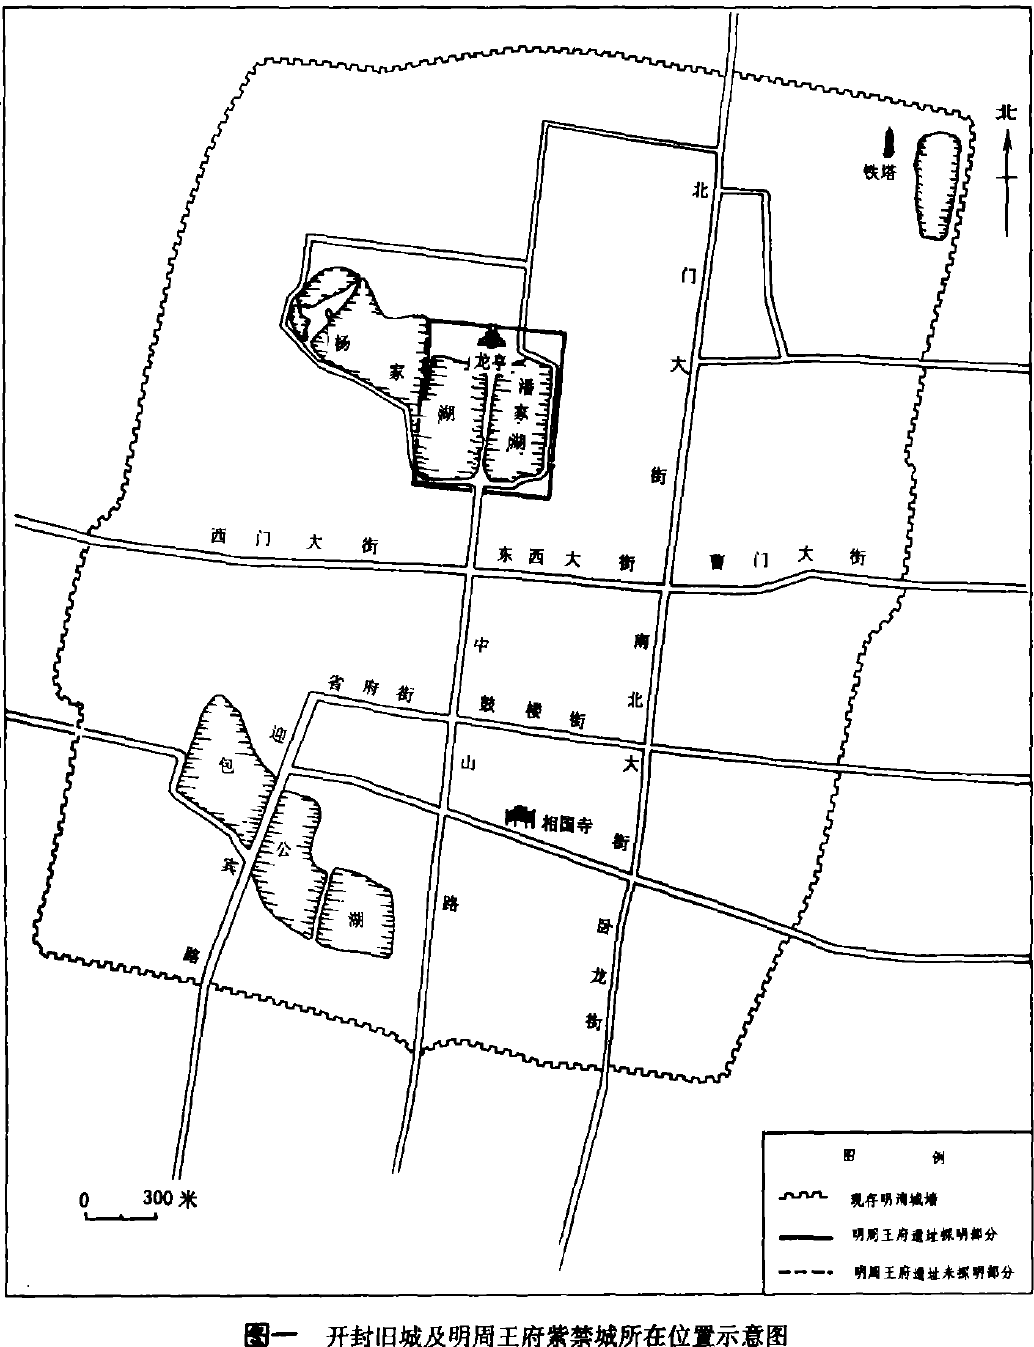 北
铁塔
北门大街
杨家湖
龙亭
潘家湖
西门大街
东西大街
曹门大街
中山路
南北大街
省府街
鼓楼街
迎宾路
包公湖
相国寺
卧龙街
0 300米
图例
现存明清城墙
明周王府遗址探明部分
明周王府遗址未探明部分
图一 开封旧城及明周王府紫禁城所在位置示意图